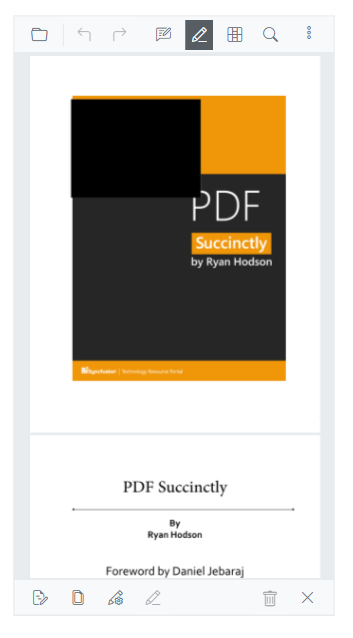 PDF
Succinctly
by Ryan Hodson
Syncfusion | Technology Resource Portal
PDF Succinctly
By
Ryan Hodson
Foreword by Daniel Jebaraj